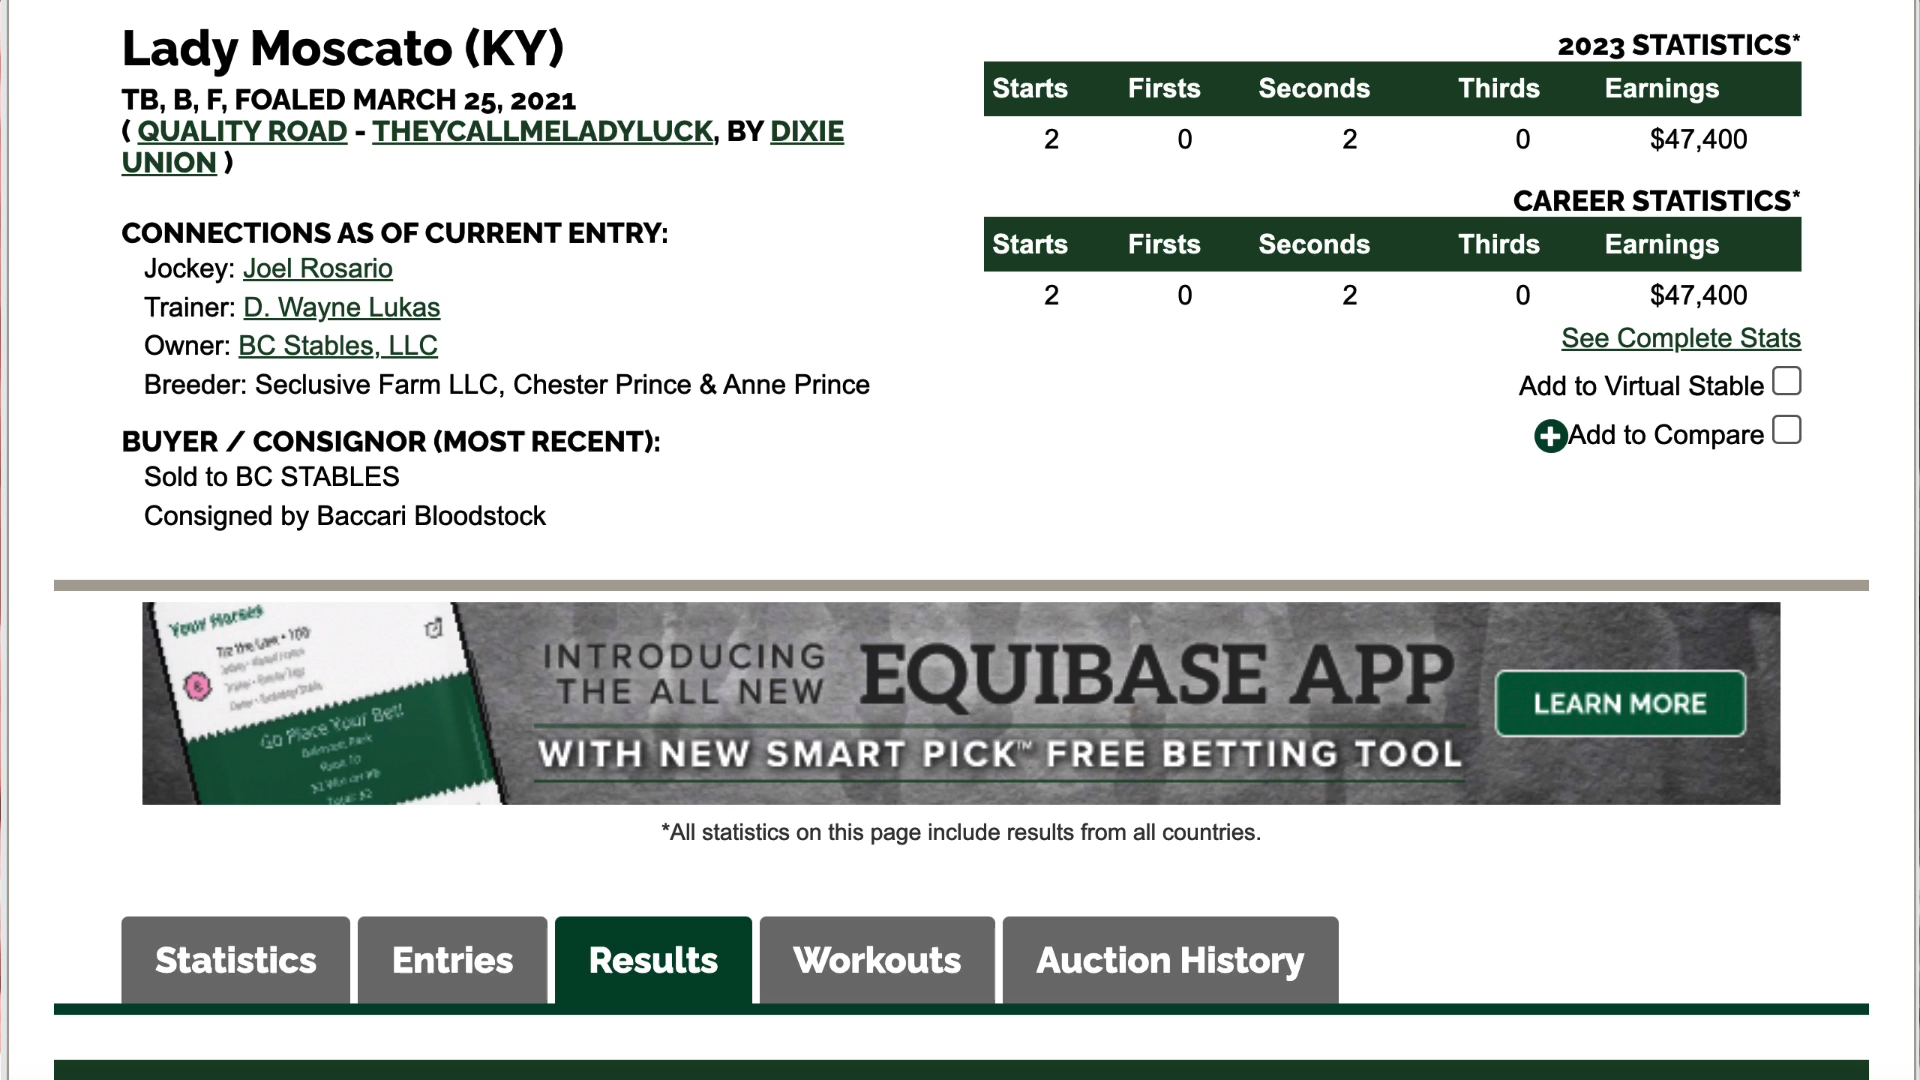 Lady Moscato (KY)
TB, B, F, FOALED MARCH 25, 2021
( QUALITY ROAD - THEYCALLMELADYLUCK, BY DIXIE
UNION )
CONNECTIONS AS OF CURRENT ENTRY:
Jockey: Joel Rosario
Trainer: D. Wayne Lukas
Owner: BC Stables, LLC
Breeder: Seclusive Farm LLC, Chester Prince & Anne Prince
BUYER / CONSIGNOR (MOST RECENT):
Sold to BC STABLES
Consigned by Baccari Bloodstock
2023 STATISTICS*
Starts Firsts Seconds Thirds Earnings
2 0 2 0 $47,400
CAREER STATISTICS*
Starts Firsts Seconds Thirds Earnings
2 0 2 0 $47,400
See Complete Stats
Add to Virtual Stable
Add to Compare
Your Horses
Go Place Your Bet!
INTRODUCING
THE ALL NEW
EQUIBASE APP
WITH NEW SMART PICK™ FREE BETTING TOOL
LEARN MORE
*All statistics on this page include results from all countries.
Statistics Entries Results Workouts Auction History